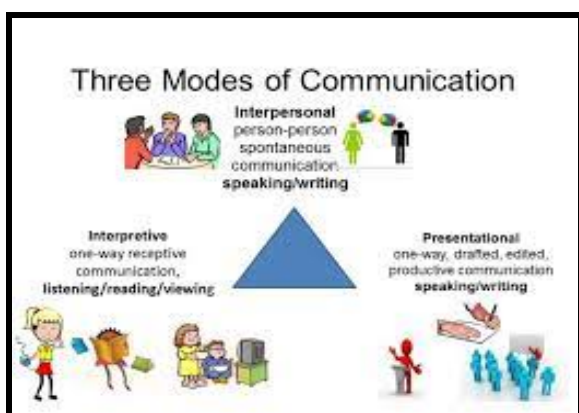 Three Modes of Communication
Interpersonal
person-person
spontaneous
communication
speaking/writing
Interpretive
one-way receptive
communication,
listening/reading/viewing
Presentational
one-way, drafted, edited,
productive communication
speaking/writing